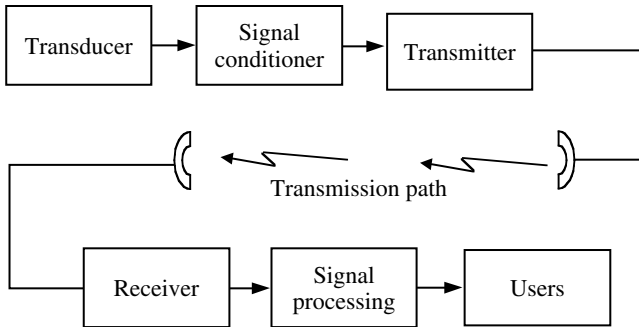 Transducer
Signal
conditioner
Transmitter
Transmission path
Receiver
Signal
processing
Users